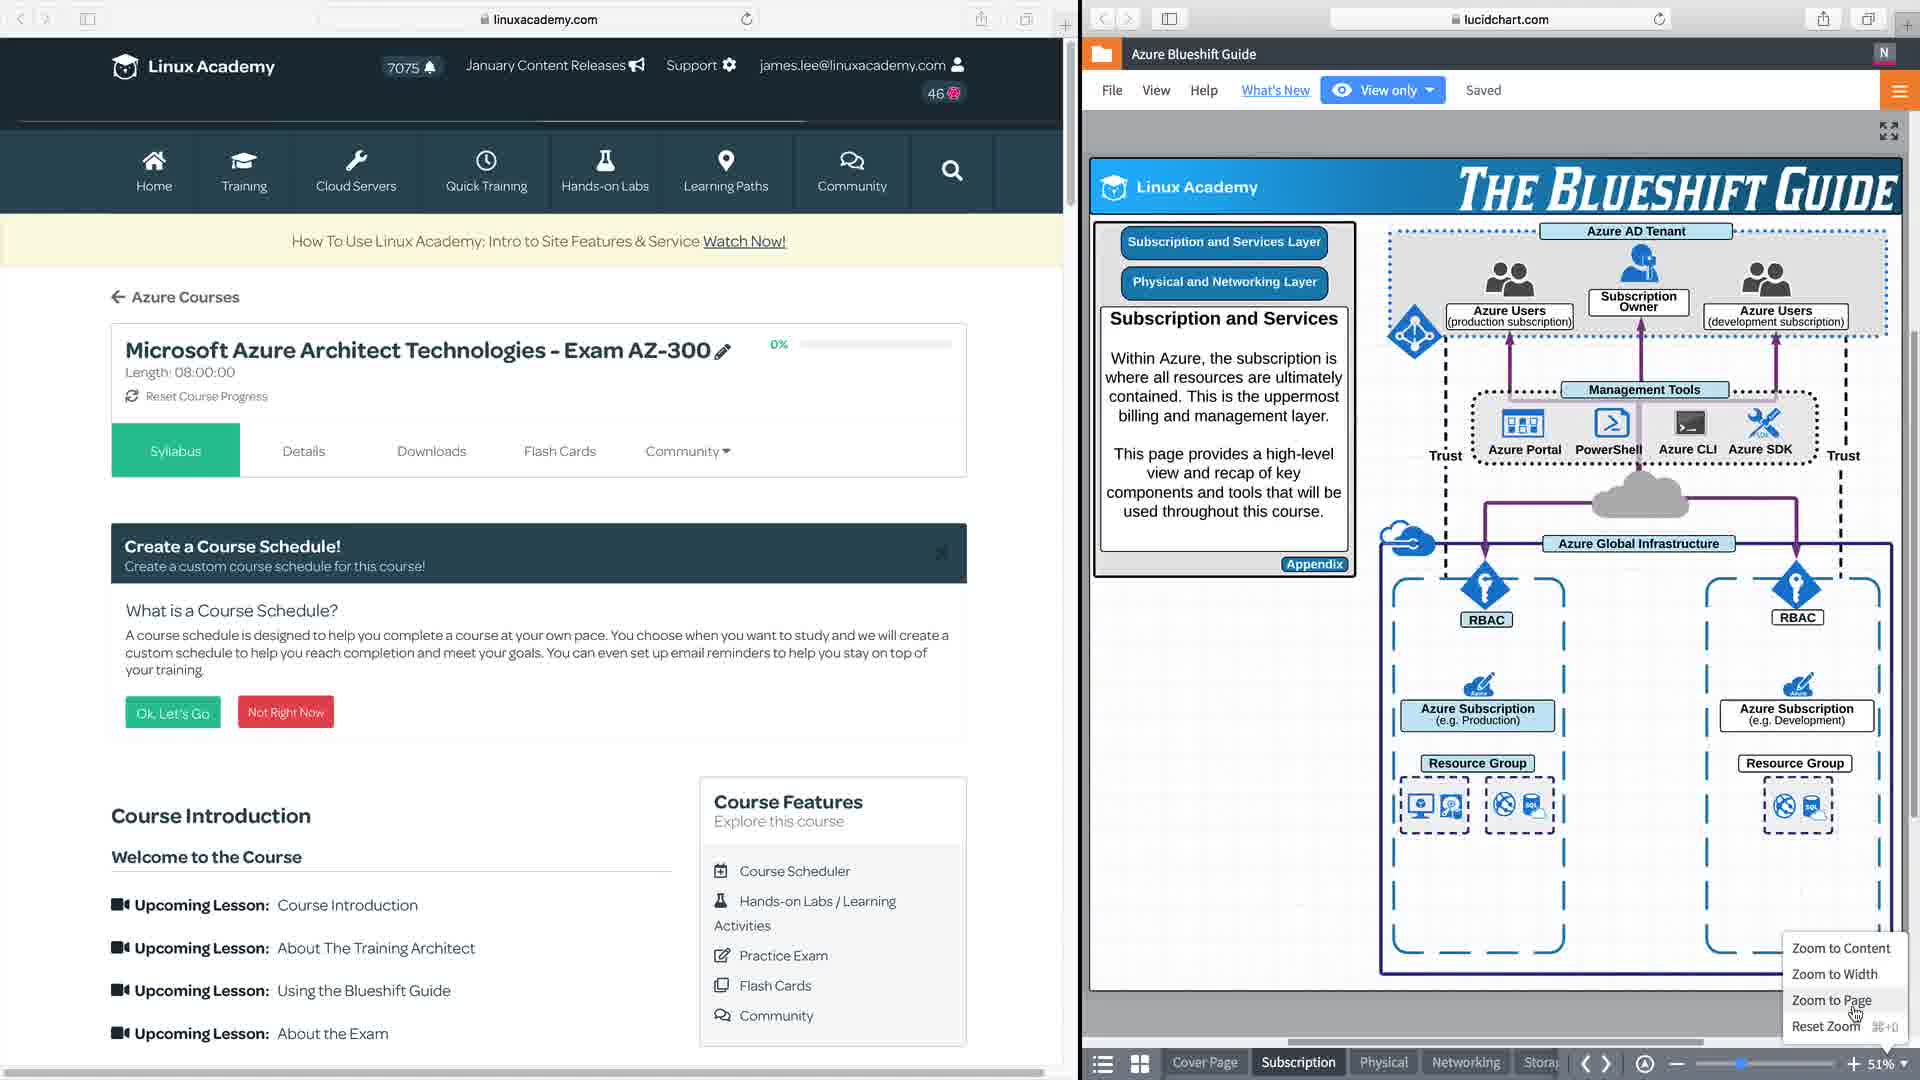 linuxacademy.com
Linux Academy
7075
January Content Releases
Support
james.lee@linuxacademy.com
46
Home
Training
Cloud Servers
Quick Training
Hands-on Labs
Learning Paths
Community
How To Use Linux Academy: Intro to Site Features & Service Watch Now!
Azure Courses
Microsoft Azure Architect Technologies - Exam AZ-300
0%
Length: 08:00:00
Reset Course Progress
Syllabus
Details
Downloads
Flash Cards
Community
Create a Course Schedule!
Create a custom course schedule for this course!
What is a Course Schedule?
A course schedule is designed to help you complete a course at your own pace. You choose when you want to study and we will create a
custom schedule to help you reach completion and meet your goals. You can even set up email reminders to help you stay on top of
your training.
Ok, Let's Go
Not Right Now
Course Introduction
Welcome to the Course
Upcoming Lesson: Course Introduction
Upcoming Lesson: About The Training Architect
Upcoming Lesson: Using the Blueshift Guide
Upcoming Lesson: About the Exam
Course Features
Explore this course
Course Scheduler
Hands-on Labs / Learning
Activities
Practice Exam
Flash Cards
Community
lucidchart.com
Azure Blueshift Guide
N
File
View
Help
What's New
View only
Saved
Linux Academy
THE BLUESHIFT GUIDE
Subscription and Services Layer
Physical and Networking Layer
Subscription and Services
Within Azure, the subscription is
where all resources are ultimately
contained. This is the uppermost
billing and management layer.
This page provides a high-level
view and recap of key
components and tools that will be
used throughout this course.
Appendix
Azure AD Tenant
Azure Users
(production subscription)
Subscription
Owner
Azure Users
(development subscription)
Management Tools
Azure Portal
PowerShell
Azure CLI
Azure SDK
Trust
Trust
Azure Global Infrastructure
RBAC
RBAC
Azure Subscription
(e.g. Production)
Azure Subscription
(e.g. Development)
Resource Group
Resource Group
SQL
SQL
Zoom to Content
Zoom to Width
Zoom to Page
Reset Zoom
Cover Page
Subscription
Physical
Networking
Storag
51%